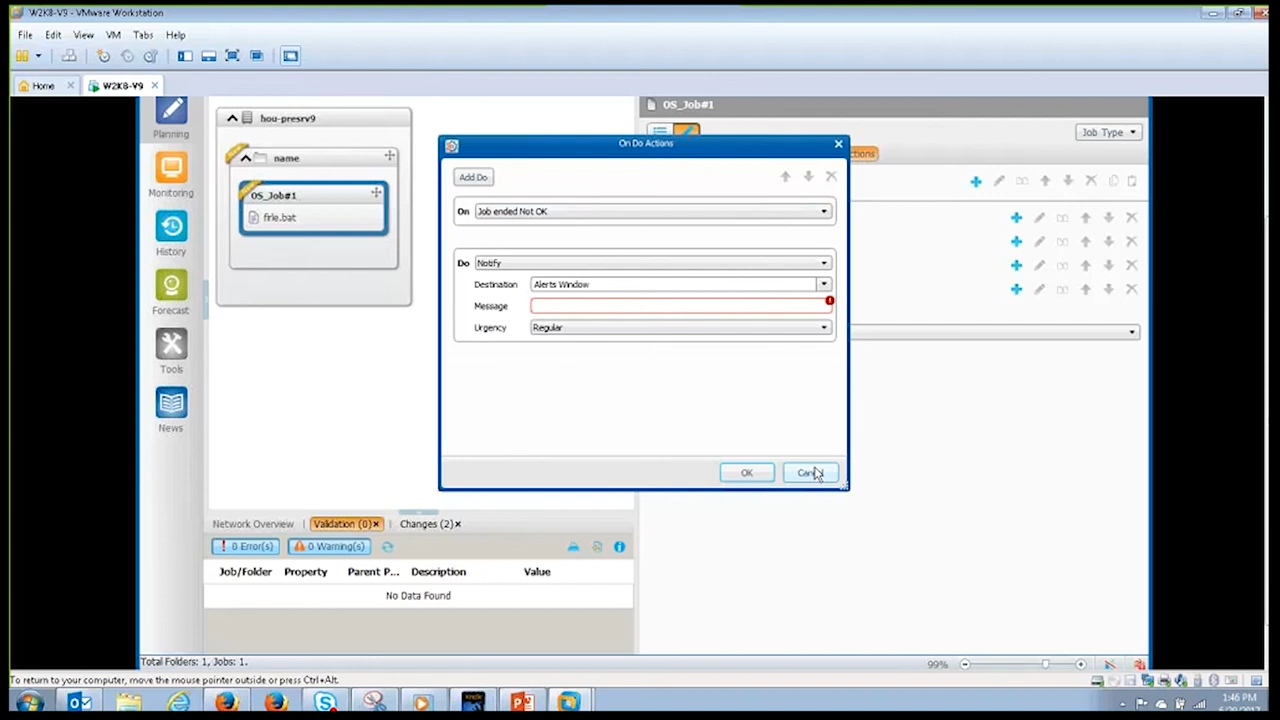 W2K8-V9 - VMware Workstation
File Edit View VM Tabs Help
Home × W2K8-V9 ×
Planning
Monitoring
History
Forecast
Tools
News
hou-presrv9
name
OS_Job#1
firle.bat
OS_Job#1
Job Type
ctions
On Do Actions
Add Do
On Job ended Not OK
Do Notify
Destination Alerts Window
Message
Urgency Regular
OK
Network Overview Validation (0)× Changes (2)×
0 Error(s) 0 Warning(s)
Job/Folder Property Parent P... Description Value
No Data Found
Total Folders: 1, Jobs: 1.
99%
To return to your computer, move the mouse pointer outside or press Ctrl+Alt.
1:46 PM